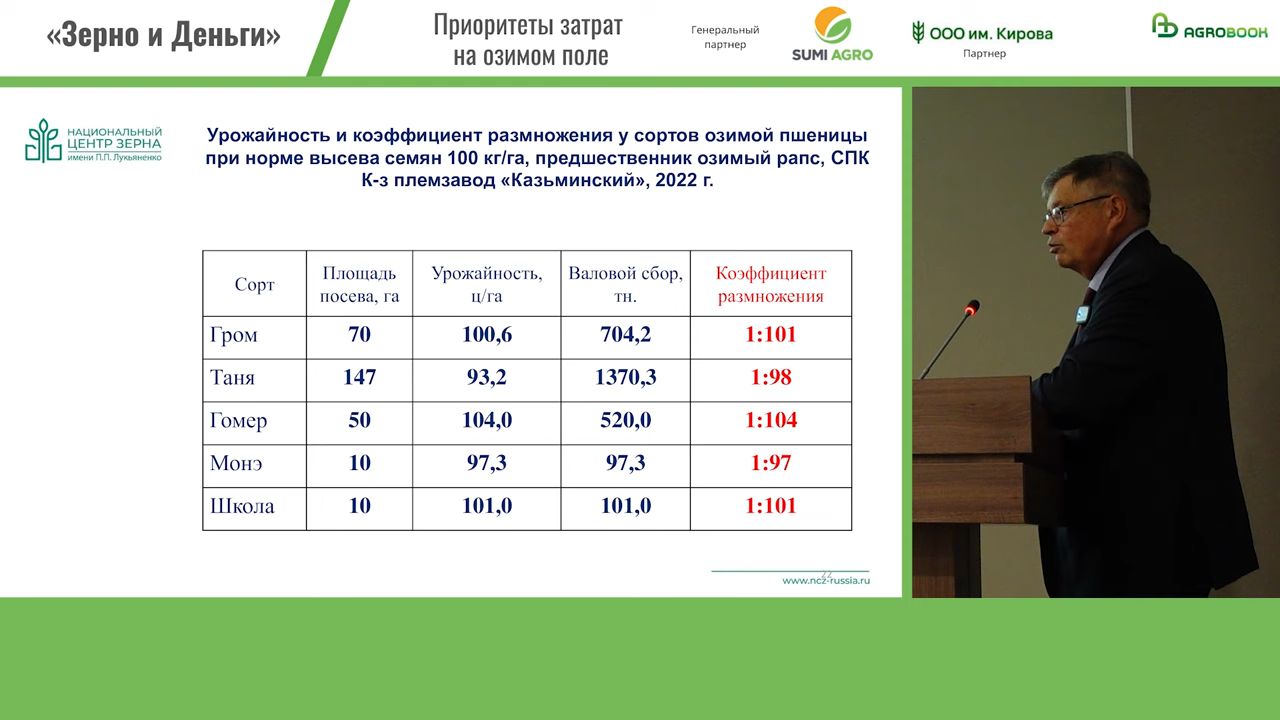 «Зерно и Деньги»
Приоритеты затрат
на озимом поле
Генеральный
партнер
SUMI AGRO
ООО им. Кирова
Партнер
AGROBOOK
НАЦИОНАЛЬНЫЙ
ЦЕНТР ЗЕРНА
имени П.П. Лукьяненко
Урожайность и коэффициент размножения у сортов озимой пшеницы
при норме высева семян 100 кг/га, предшественник озимый рапс, СПК
К-з племзавод «Казьминский», 2022 г.
Сорт Площадь посева, га Урожайность, ц/га Валовой сбор, тн. Коэффициент размножения
Гром 70 100,6 704,2 1:101
Таня 147 93,2 1370,3 1:98
Гомер 50 104,0 520,0 1:104
Монэ 10 97,3 97,3 1:97
Школа 10 101,0 101,0 1:101
22
www.ncz-russia.ru